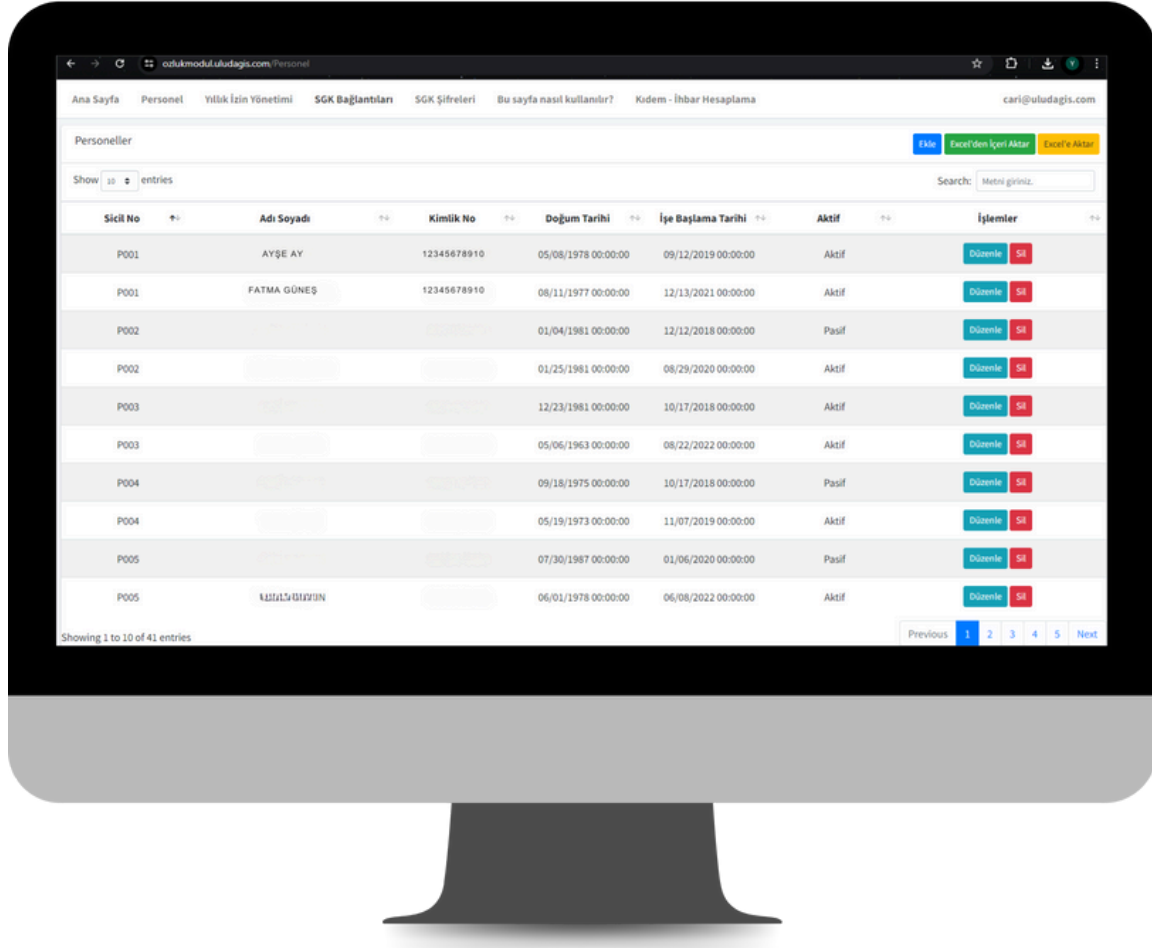 ozlukmodul.uludagis.com/Personel
Ana Sayfa Personel Yıllık İzin Yönetimi SGK Bağlantıları SGK Şifreleri Bu sayfa nasıl kullanılır? Kıdem - İhbar Hesaplama cari@uludagis.com
Personeller Ekle Excel'den İçeri Aktar Excel'e Aktar
Show 10 entries Search: Metni giriniz.
Sicil No Adı Soyadı Kimlik No Doğum Tarihi İşe Başlama Tarihi Aktif İşlemler
P001 AYŞE AY 12345678910 05/08/1978 00:00:00 09/12/2019 00:00:00 Aktif Düzenle Sil
P001 FATMA GÜNEŞ 12345678910 08/11/1977 00:00:00 12/13/2021 00:00:00 Aktif Düzenle Sil
P002 01/04/1981 00:00:00 12/12/2018 00:00:00 Pasif Düzenle Sil
P002 01/25/1981 00:00:00 08/29/2020 00:00:00 Aktif Düzenle Sil
P003 12/23/1981 00:00:00 10/17/2018 00:00:00 Aktif Düzenle Sil
P003 05/06/1963 00:00:00 08/22/2022 00:00:00 Aktif Düzenle Sil
P004 09/18/1975 00:00:00 10/17/2018 00:00:00 Pasif Düzenle Sil
P004 05/19/1973 00:00:00 11/07/2019 00:00:00 Aktif Düzenle Sil
P005 07/30/1987 00:00:00 01/06/2020 00:00:00 Pasif Düzenle Sil
P005 06/01/1978 00:00:00 06/08/2022 00:00:00 Aktif Düzenle Sil
Showing 1 to 10 of 41 entries Previous 1 2 3 4 5 Next